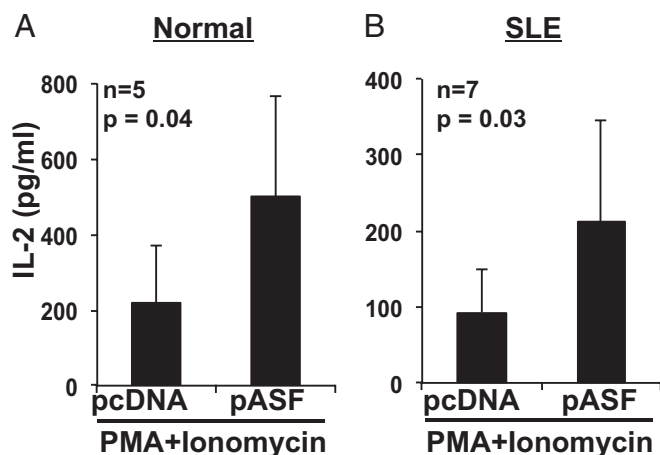 A Normal
n=5
p = 0.04
IL-2 (pg/ml)
800
600
400
200
0
pcDNA pASF
PMA+Ionomycin
B SLE
n=7
p = 0.03
400
300
200
100
0
pcDNA pASF
PMA+Ionomycin